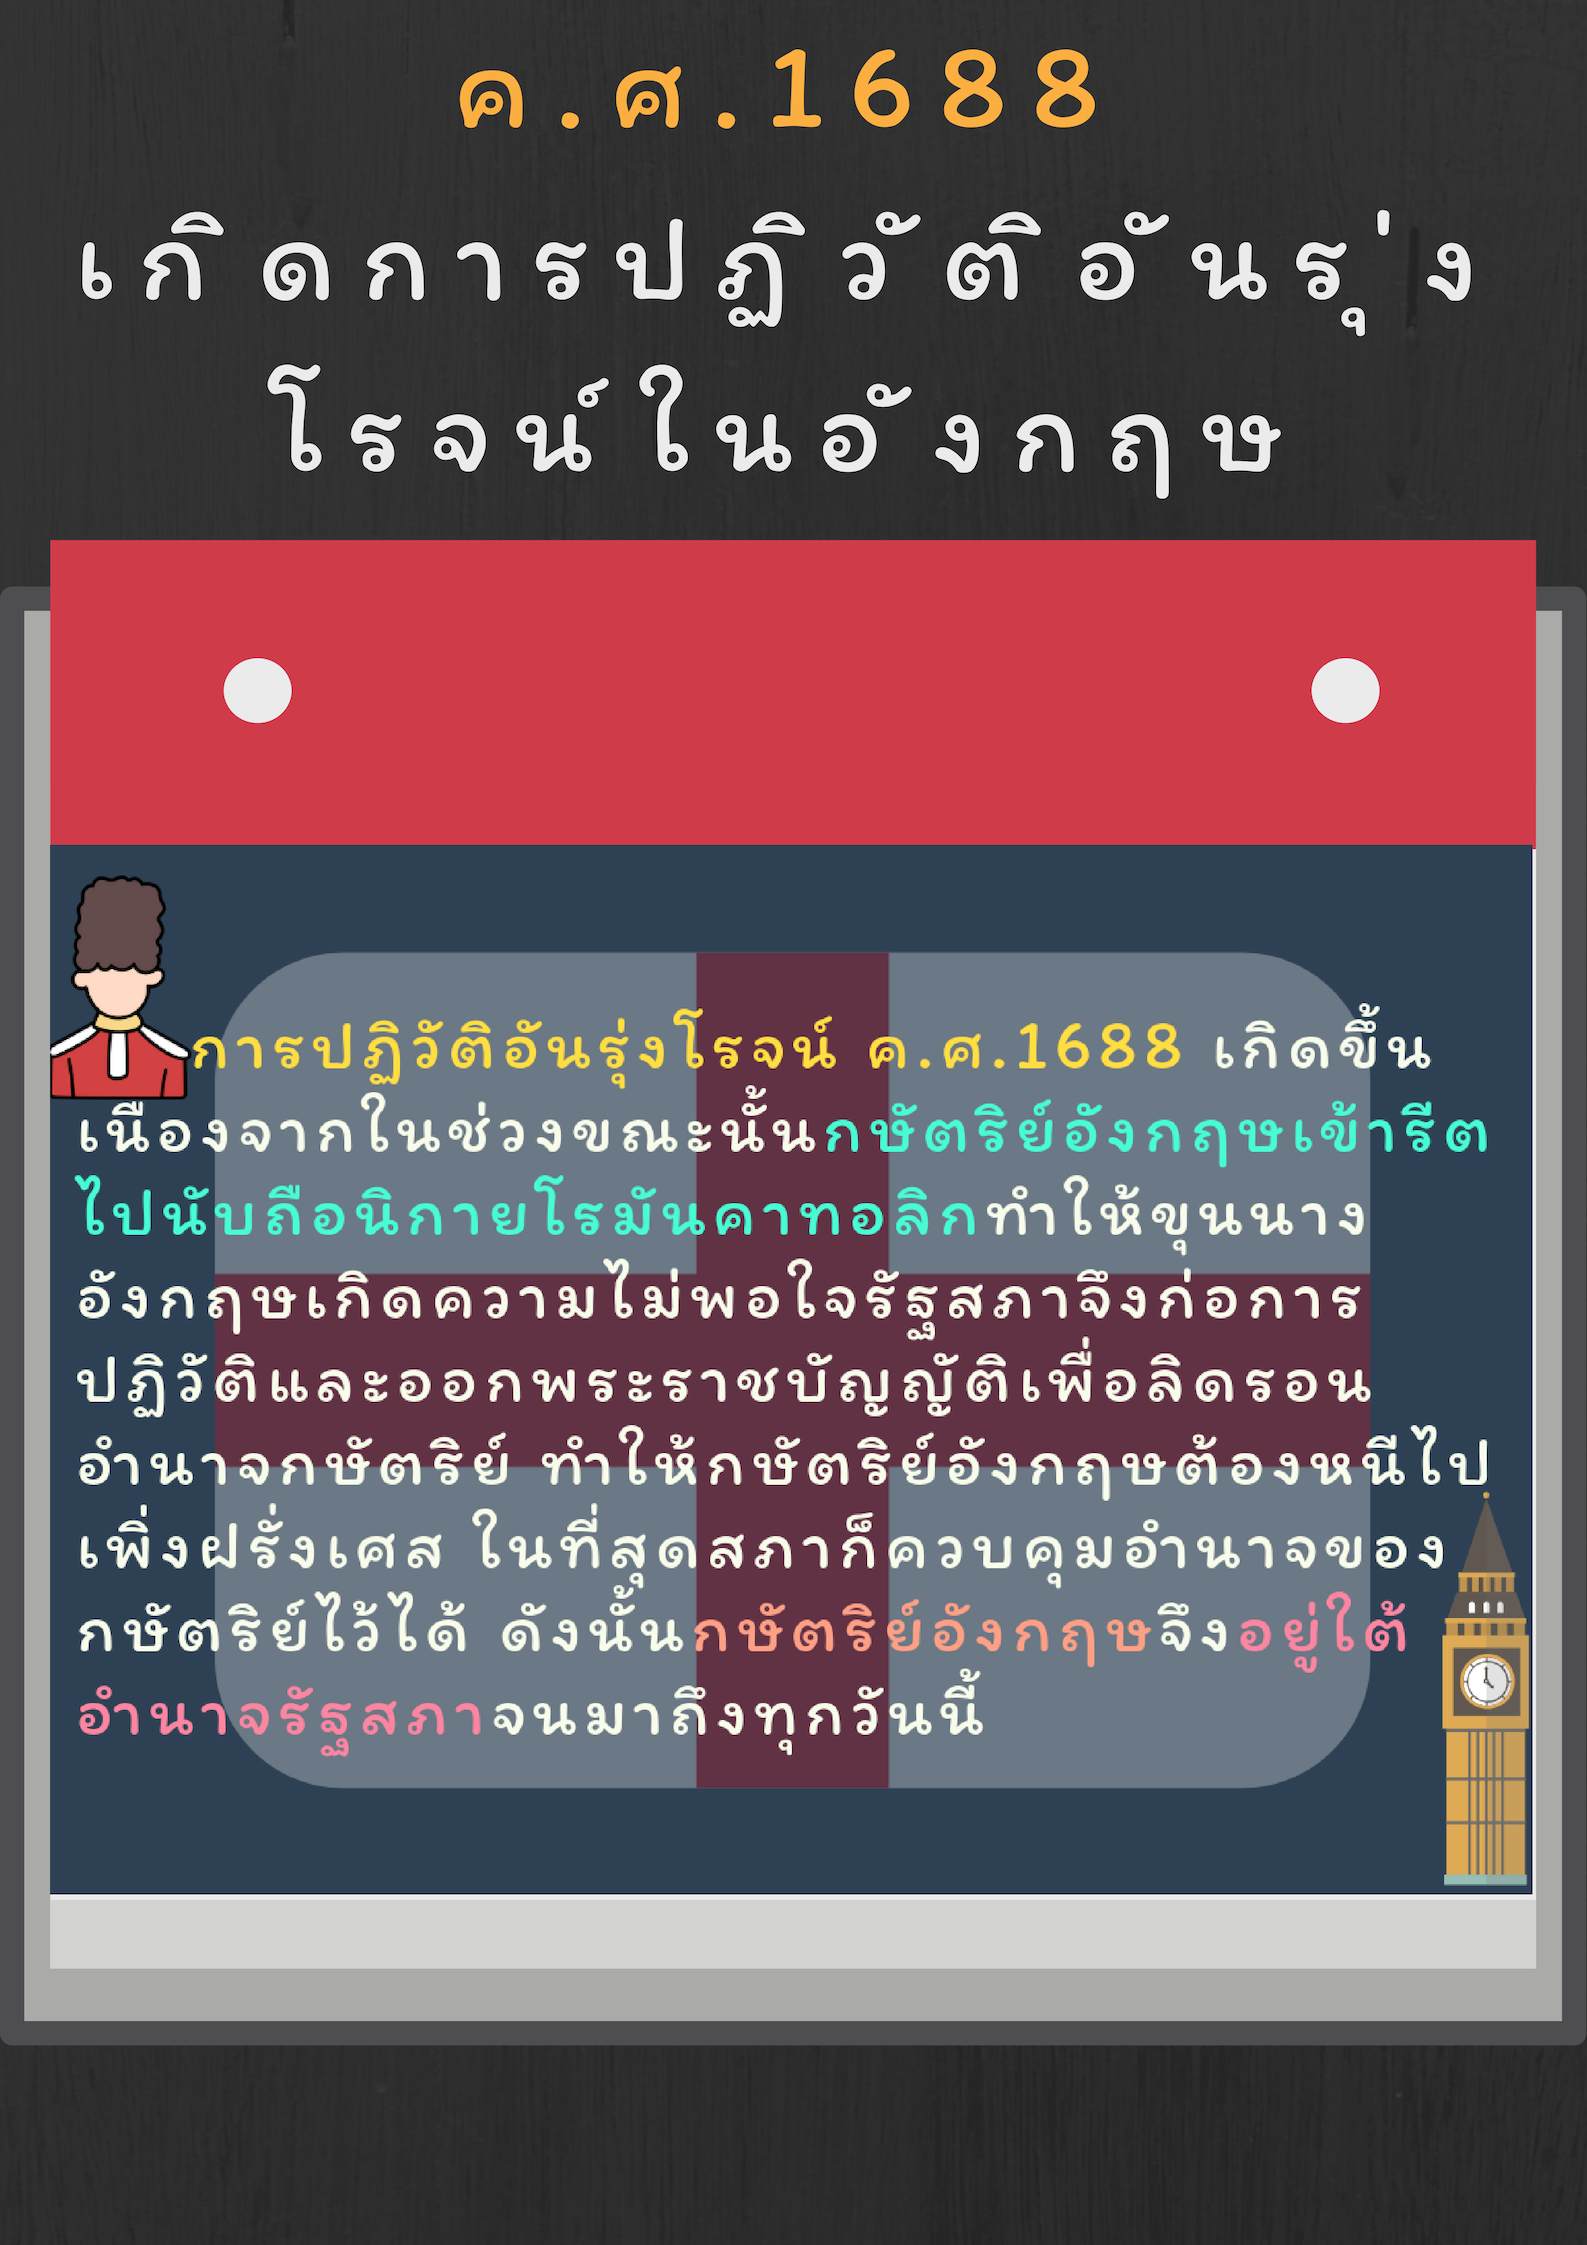 ค.ศ.1688
เกิดการปฏิวัติอันรุ่ง
โรจน์ในอังกฤษ
การปฏิวัติอันรุ่งโรจน์ ค.ศ.1688 เกิดขึ้น
เนืองจากในช่วงขณะนั้นกษัตริย์อังกฤษเข้ารีต
ไปนับถือนิกายโรมันคาทอลิกทำให้ขุนนาง
อังกฤษเกิดความไม่พอใจรัฐสภาจึงก่อการ
ปฏิวัติและออกพระราชบัญญัติเพื่อลิดรอน
อำนาจกษัตริย์ ทำให้กษัตริย์อังกฤษต้องหนีไป
เพิ่งฝรั่งเศส ในที่สุดสภาก็ควบคุมอำนาจของ
กษัตริย์ไว้ได้ ดังนั้นกษัตริย์อังกฤษจึงอยู่ใต้
อำนาจรัฐสภาจนมาถึงทุกวันนี้